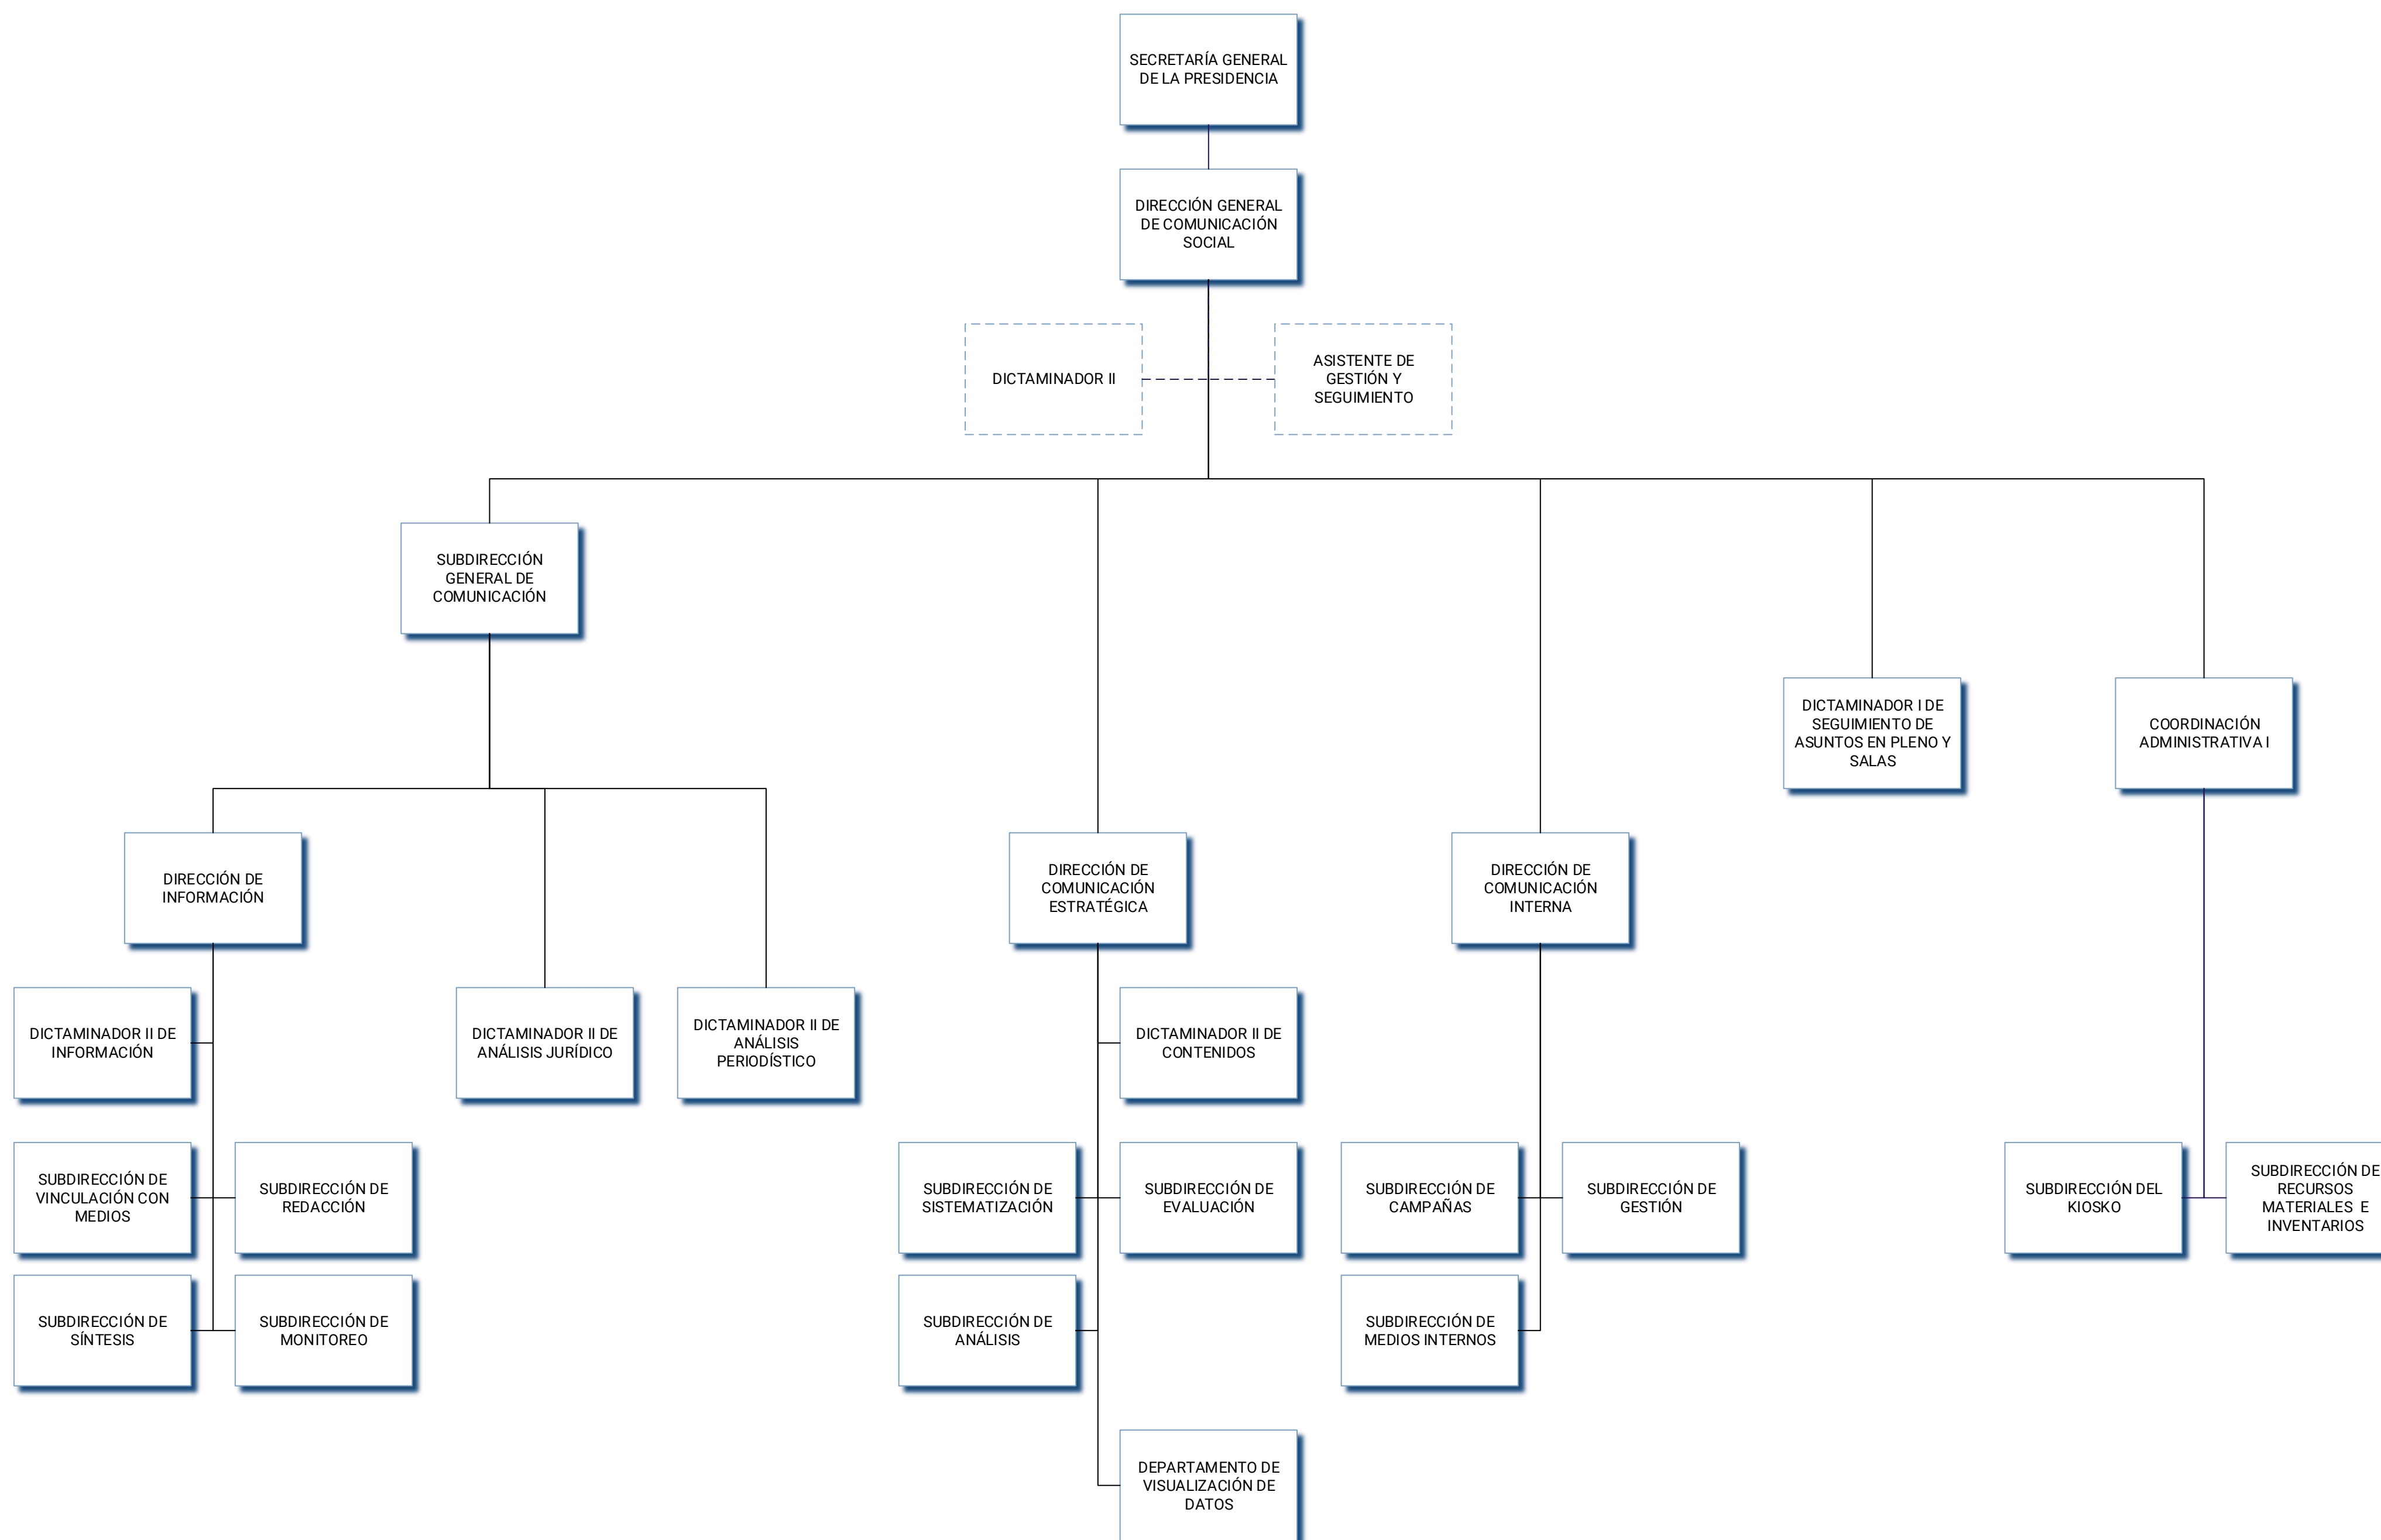 SECRETARÍA GENERAL
DE LA PRESIDENCIA
DIRECCIÓN GENERAL
DE COMUNICACIÓN
SOCIAL
DICTAMINADOR II
ASISTENTE DE
GESTIÓN Y
SEGUIMIENTO
SUBDIRECCIÓN
GENERAL DE
COMUNICACIÓN
DICTAMINADOR I DE
SEGUIMIENTO DE
ASUNTOS EN PLENO Y
SALAS
COORDINACIÓN
ADMINISTRATIVA I
DIRECCIÓN DE
INFORMACIÓN
DIRECCIÓN DE
COMUNICACIÓN
ESTRATÉGICA
DIRECCIÓN DE
COMUNICACIÓN
INTERNA
DICTAMINADOR II DE
INFORMACIÓN
DICTAMINADOR II DE
ANÁLISIS JURÍDICO
DICTAMINADOR II DE
ANÁLISIS
PERIODÍSTICO
DICTAMINADOR II DE
CONTENIDOS
SUBDIRECCIÓN DE
VINCULACIÓN CON
MEDIOS
SUBDIRECCIÓN DE
REDACCIÓN
SUBDIRECCIÓN DE
SISTEMATIZACIÓN
SUBDIRECCIÓN DE
EVALUACIÓN
SUBDIRECCIÓN DE
CAMPAÑAS
SUBDIRECCIÓN DE
GESTIÓN
SUBDIRECCIÓN DEL
KIOSKO
SUBDIRECCIÓN DE
RECURSOS
MATERIALES E
INVENTARIOS
SUBDIRECCIÓN DE
SÍNTESIS
SUBDIRECCIÓN DE
MONITOREO
SUBDIRECCIÓN DE
ANÁLISIS
SUBDIRECCIÓN DE
MEDIOS INTERNOS
DEPARTAMENTO DE
VISUALIZACIÓN DE
DATOS